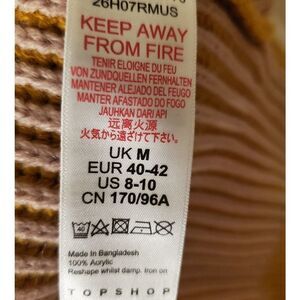 26H07RMUS
KEEP AWAY
FROM FIRE
TENIR ELOIGNE DU FEU
VON ZUNDQUELLEN FERNHALTEN
MANTENER ALEJADO DEL FEUGO
MANTER AFASTADO DO FOGO
JAUHKAN DARI API
远离火源
火気から遠ざけて下さい。
UK M
EUR 40-42
US 8-10
CN 170/96A
40
Made In Bangladesh
100% Acrylic
Reshape whilst damp. Iron on
TOPSHOP